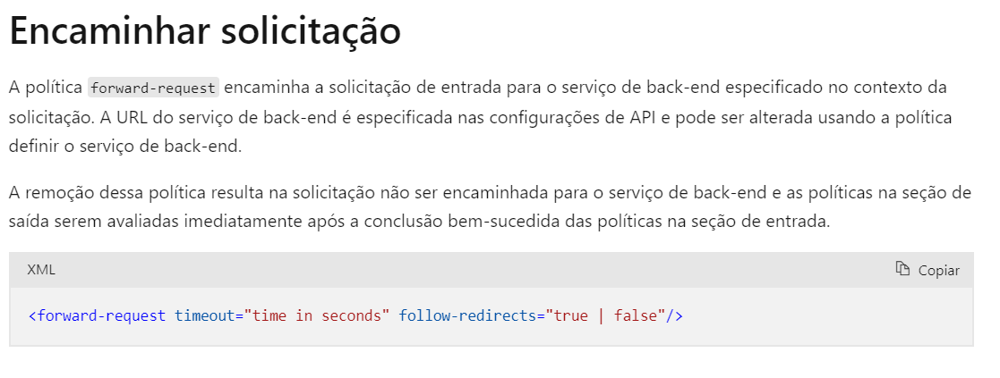 Encaminhar solicitação
A política forward-request encaminha a solicitação de entrada para o serviço de back-end especificado no contexto da
solicitação. A URL do serviço de back-end é especificada nas configurações de API e pode ser alterada usando a política
definir o serviço de back-end.
A remoção dessa política resulta na solicitação não ser encaminhada para o serviço de back-end e as políticas na seção de
saída serem avaliadas imediatamente após a conclusão bem-sucedida das políticas na seção de entrada.
XML Copiar
<forward-request timeout="time in seconds" follow-redirects="true | false"/>